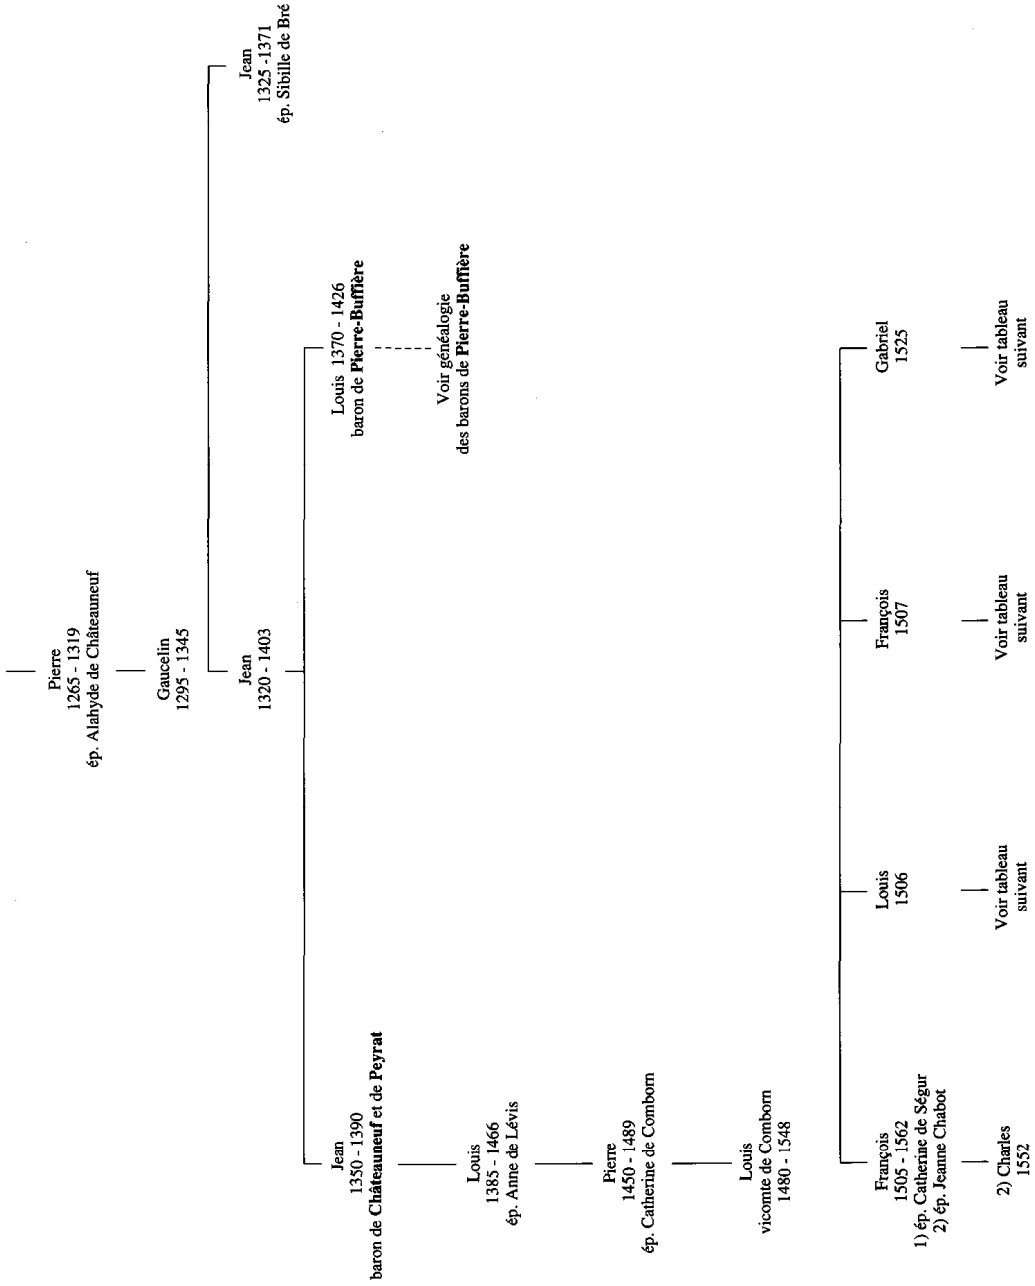 Pierre
1265 - 1319
ép. Alahyde de Châteauneuf
Gaucelin
1295 - 1345
Jean
1320 - 1403
Jean
1325 -1371
ép. Sibille de Bré
Jean
1350 - 1390
baron de Châteauneuf et de Peyrat
Louis 1370 - 1426
baron de Pierre-Buffière
Voir généalogie
des barons de Pierre-Buffière
Louis
1385 - 1466
ép. Anne de Lévis
Pierre
1450 - 1489
ép. Catherine de Comborn
Louis
vicomte de Comborn
1480 - 1548
François
1505 - 1562
1) ép. Catherine de Ségur
2) ép. Jeanne Chabot
Louis
1506
François
1507
Gabriel
1525
2) Charles
1552
Voir tableau
suivant
Voir tableau
suivant
Voir tableau
suivant